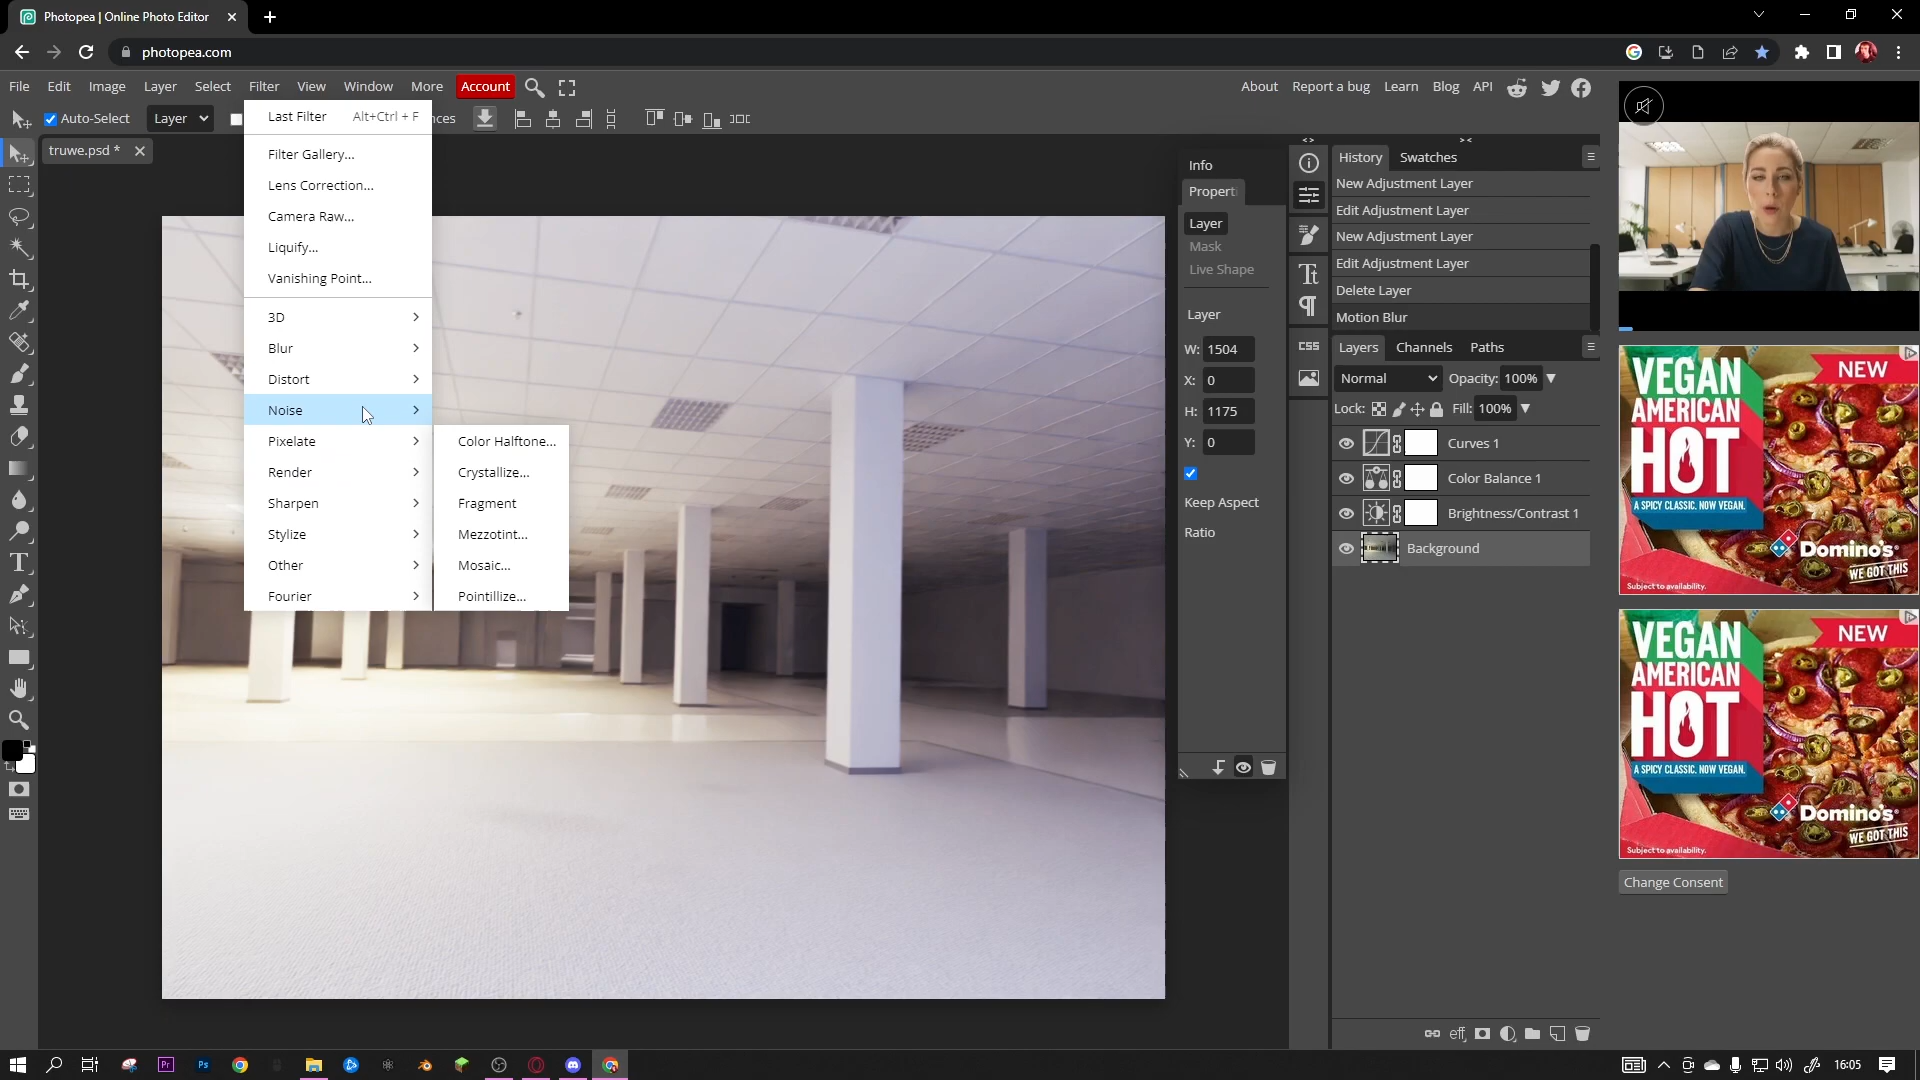 Photopea | Online Photo Editor
photopea.com
File Edit Image Layer Select Filter View Window More Account
About Report a bug Learn Blog API
Auto-Select Layer
nces
truwe.psd *
Last Filter Alt+Ctrl + F
Filter Gallery...
Lens Correction...
Camera Raw...
Liquify...
Vanishing Point...
3D
Blur
Distort
Noise
Pixelate
Render
Sharpen
Stylize
Other
Fourier
Color Halftone...
Crystallize...
Fragment
Mezzotint...
Mosaic...
Pointillize...
Info
Properti
Layer
Mask
Live Shape
Layer
W: 1504
X: 0
H: 1175
Y: 0
Keep Aspect
Ratio
CSS
History Swatches
New Adjustment Layer
Edit Adjustment Layer
New Adjustment Layer
Edit Adjustment Layer
Delete Layer
Motion Blur
Layers Channels Paths
Normal Opacity: 100%
Lock: Fill: 100%
Curves 1
Color Balance 1
Brightness/Contrast 1
Background
eff
NEW
VEGAN
AMERICAN
HOT
A SPICY CLASSIC. NOW VEGAN.
Domino's
WE GOT THIS
Subject to availability.
NEW
VEGAN
AMERICAN
HOT
A SPICY CLASSIC. NOW VEGAN.
Domino's
WE GOT THIS
Subject to availability.
Change Consent
Pr
Ps
16:05